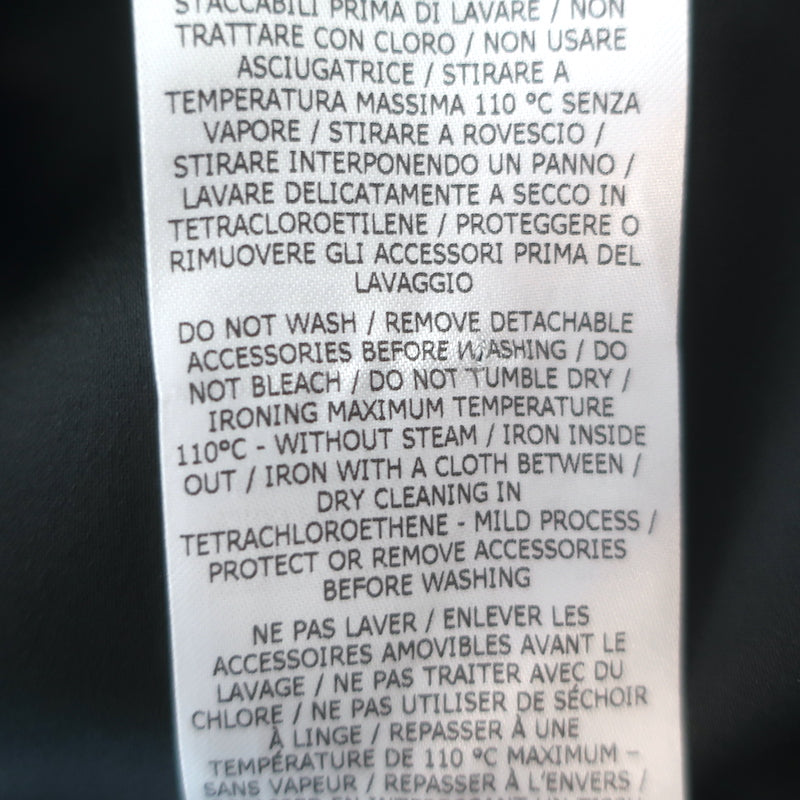 STACCABILI PRIMA DI LAVARE / NON
TRATTARE CON CLORO / NON USARE
ASCIUGATRICE / STIRARE A
TEMPERATURA MASSIMA 110 °C SENZA
VAPORE / STIRARE A ROVESCIO /
STIRARE INTERPONENDO UN PANNO /
LAVARE DELICATAMENTE A SECCO IN
TETRACLOROETILENE / PROTEGGERE O
RIMUOVERE GLI ACCESSORI PRIMA DEL
LAVAGGIO
DO NOT WASH / REMOVE DETACHABLE
ACCESSORIES BEFORE WASHING / DO
NOT BLEACH / DO NOT TUMBLE DRY /
IRONING MAXIMUM TEMPERATURE
110°C - WITHOUT STEAM / IRON INSIDE
OUT / IRON WITH A CLOTH BETWEEN /
DRY CLEANING IN
TETRACHLOROETHENE - MILD PROCESS /
PROTECT OR REMOVE ACCESSORIES
BEFORE WASHING
NE PAS LAVER / ENLEVER LES
ACCESSOIRES AMOVIBLES AVANT LE
LAVAGE / NE PAS TRAITER AVEC DU
CHLORE / NE PAS UTILISER DE SÉCHOIR
À LINGE / REPASSER À UNE
TEMPÉRATURE DE 110 °C MAXIMUM –
SANS VAPEUR / REPASSER À L'ENVERS /